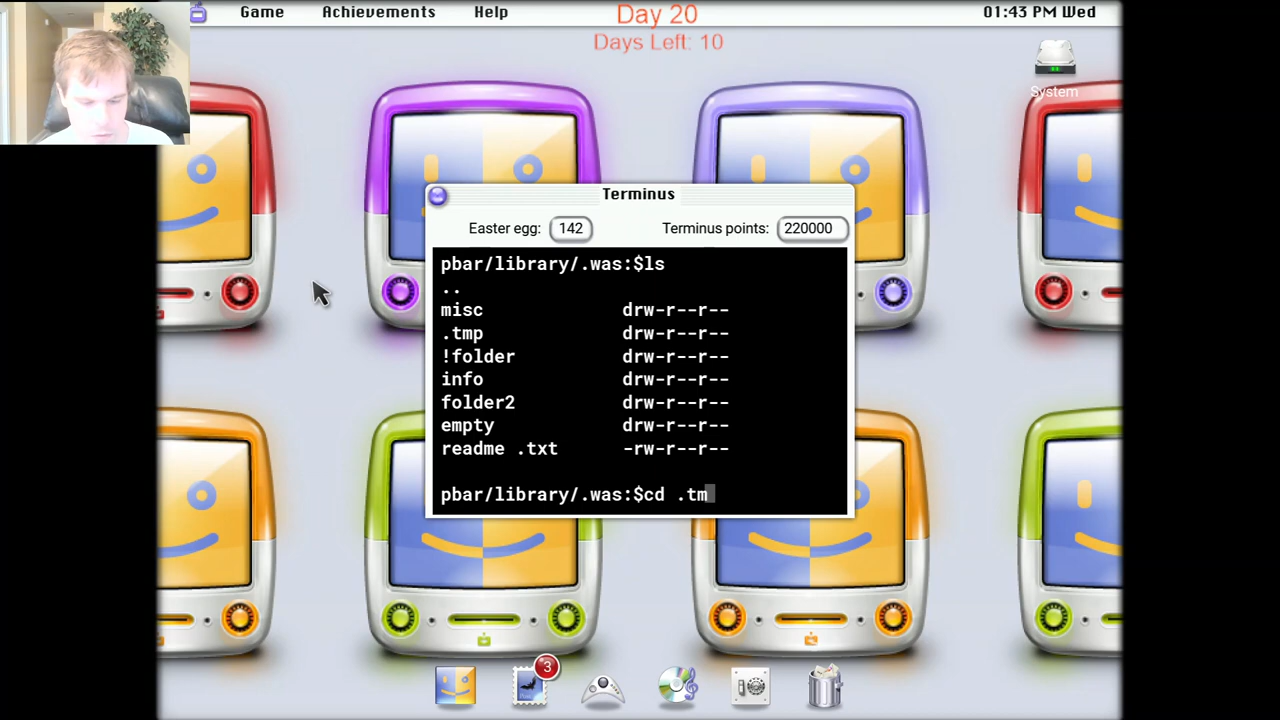 Game Achievements Help Day 20 01:43 PM Wed
Days Left: 10
System
Terminus
Easter egg: 142 Terminus points: 220000
pbar/library/.was:$ls
..
misc drw-r--r--
.tmp drw-r--r--
!folder drw-r--r--
info drw-r--r--
folder2 drw-r--r--
empty drw-r--r--
readme .txt -rw-r--r--
pbar/library/.was:$cd .tm
3